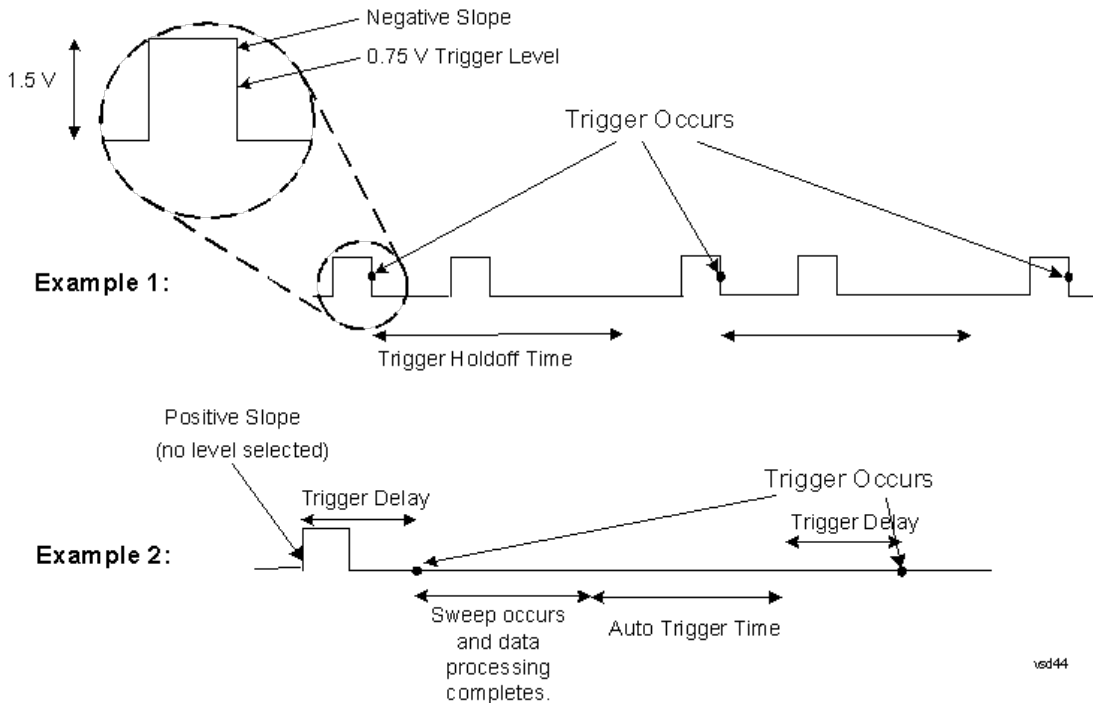 Negative Slope
0.75 V Trigger Level
1.5 V
Trigger Occurs
Example 1:
Trigger Holdoff Time
Positive Slope
(no level selected)
Trigger Delay
Trigger Occurs
Trigger Delay
Example 2:
Sweep occurs
and data
processing
completes.
Auto Trigger Time
vsd44